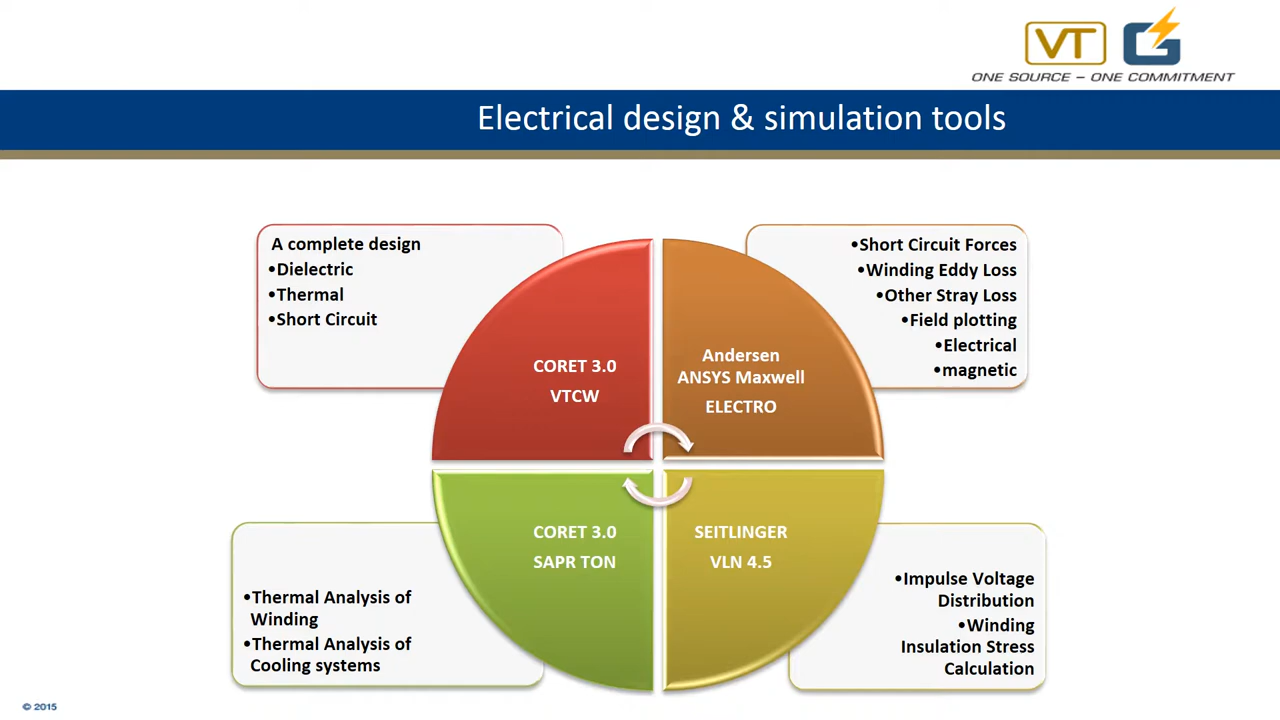 VT G
ONE SOURCE – ONE COMMITMENT
Electrical design & simulation tools
A complete design
•Dielectric
•Thermal
•Short Circuit
•Short Circuit Forces
•Winding Eddy Loss
•Other Stray Loss
•Field plotting
•Electrical
•magnetic
CORET 3.0
VTCW
Andersen
ANSYS Maxwell
ELECTRO
CORET 3.0
SAPR TON
SEITLINGER
VLN 4.5
•Thermal Analysis of
Winding
•Thermal Analysis of
Cooling systems
•Impulse Voltage
Distribution
•Winding
Insulation Stress
Calculation
© 2015